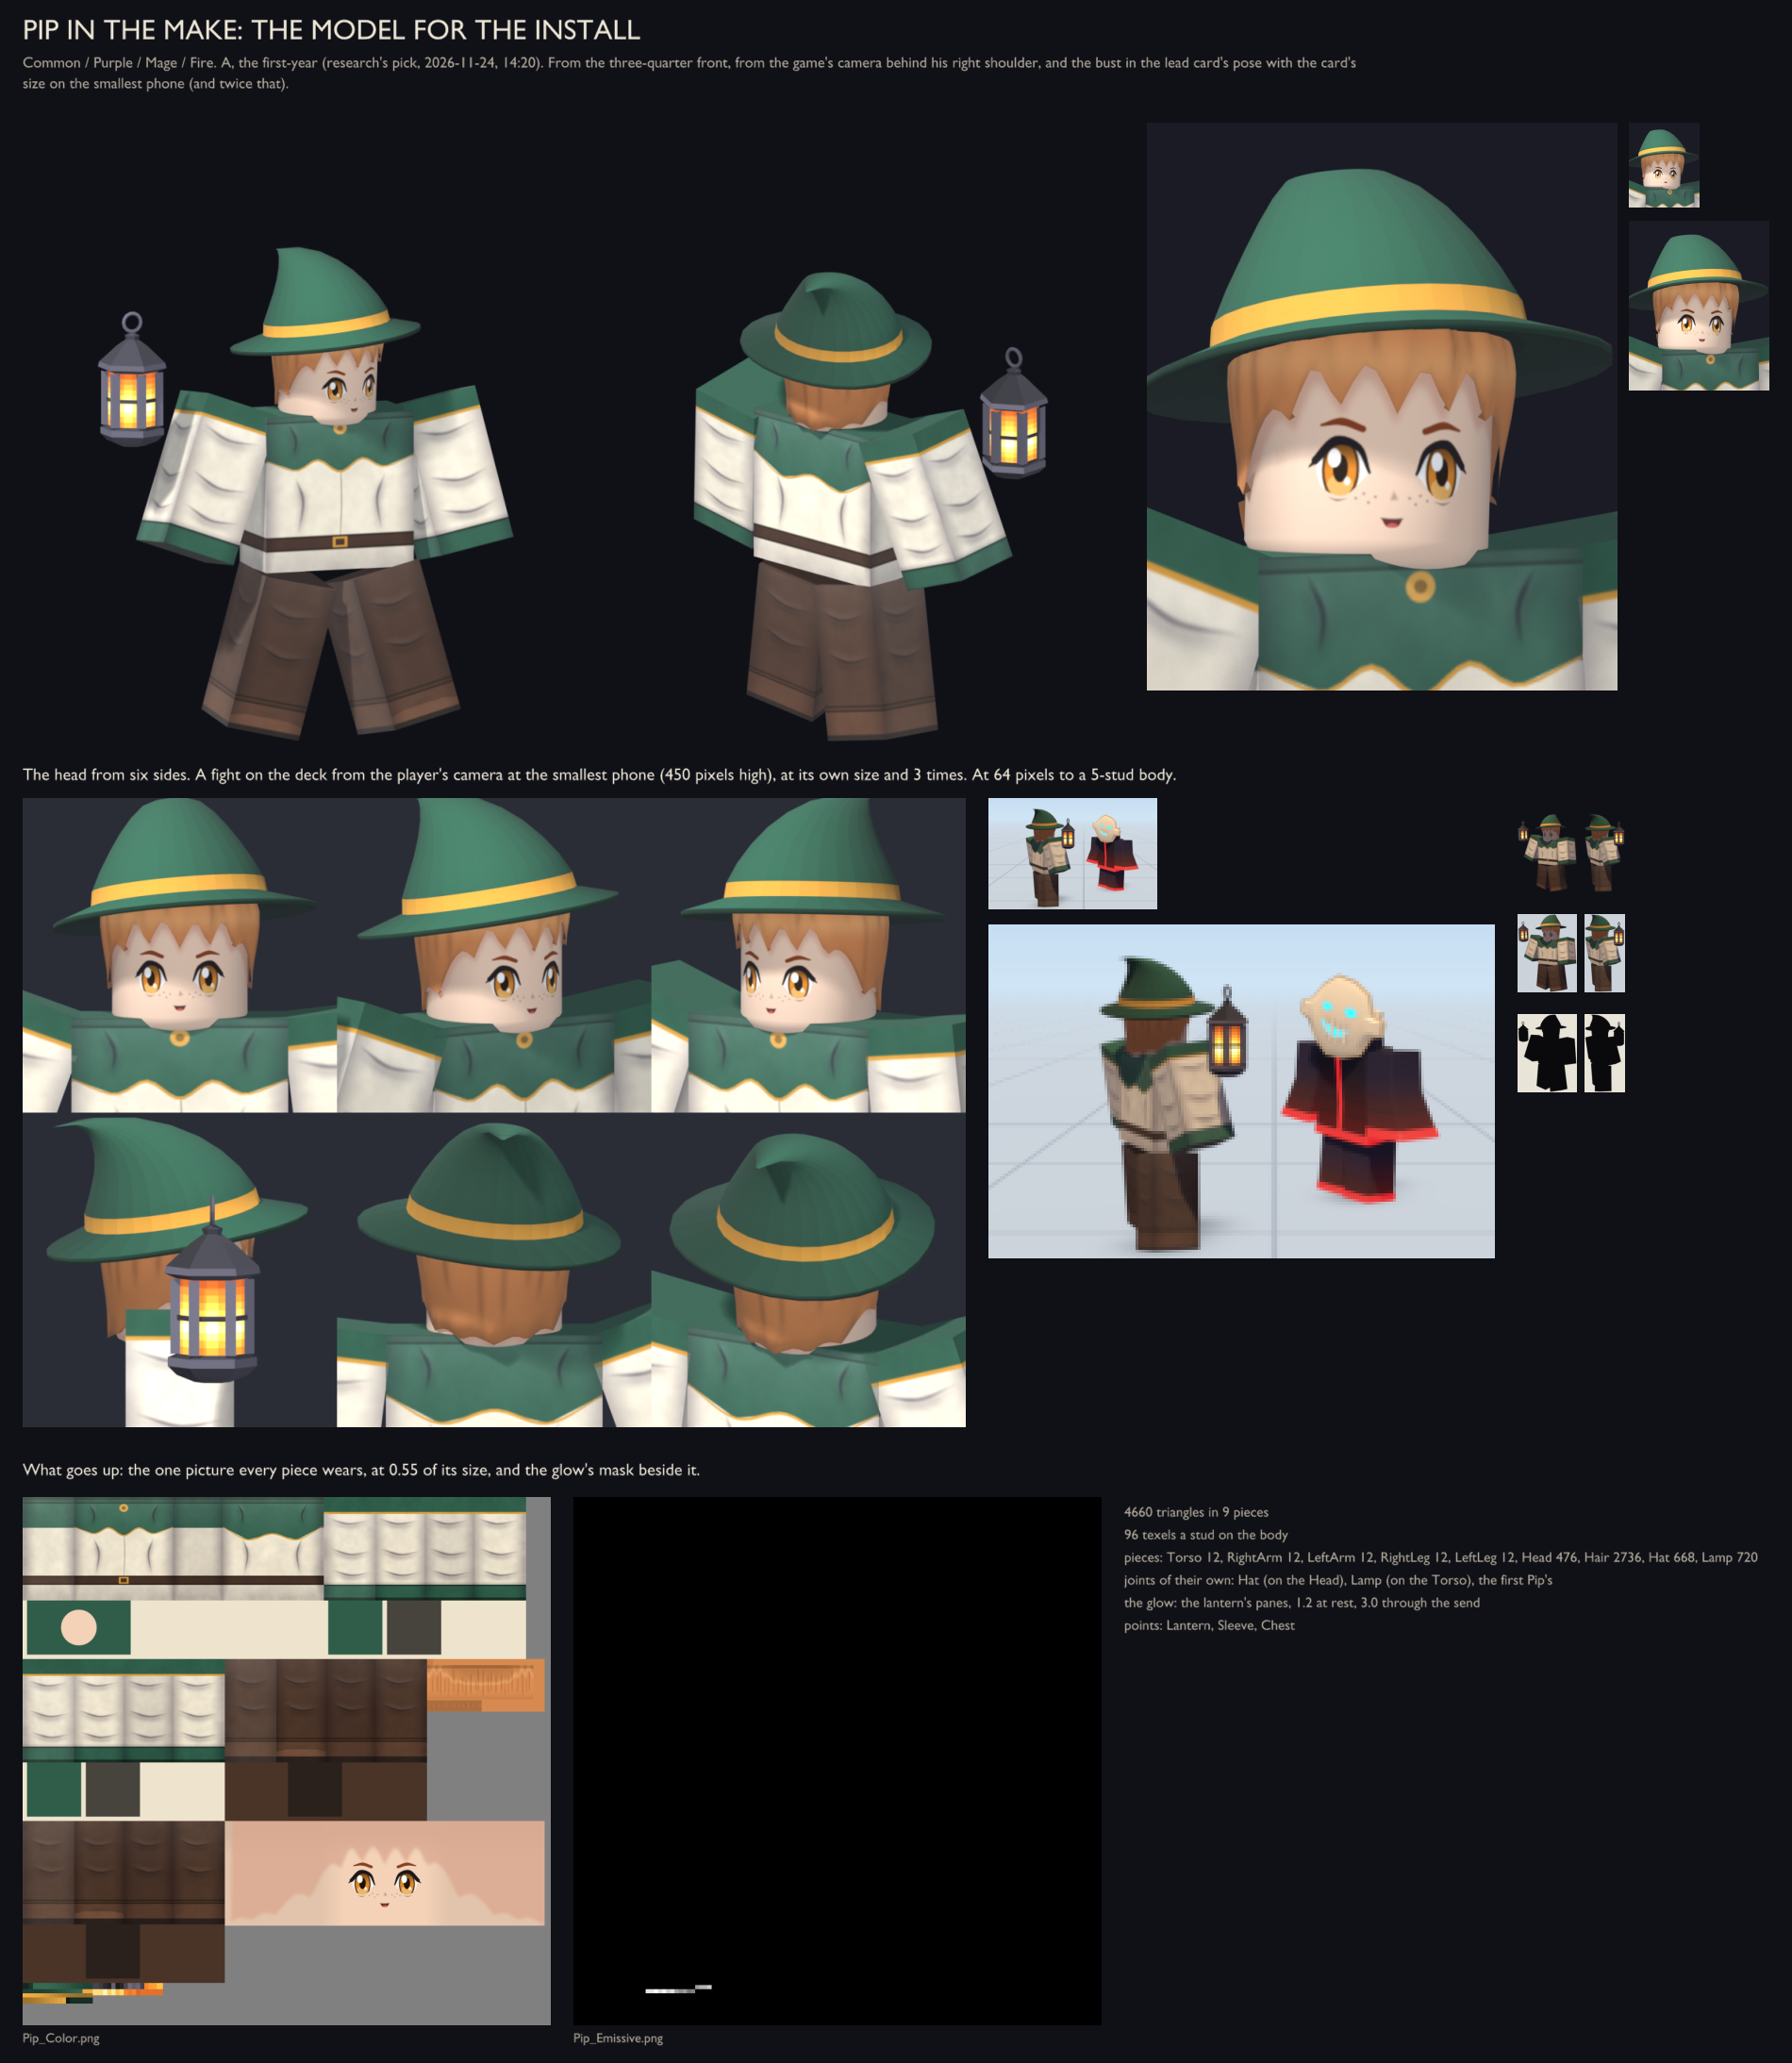 PIP IN THE MAKE: THE MODEL FOR THE INSTALL
Common / Purple / Mage / Fire. A, the first-year (research's pick, 2026-11-24, 14:20). From the three-quarter front, from the game's camera behind his right shoulder, and the bust in the lead card's pose with the card's
size on the smallest phone (and twice that).
The head from six sides. A fight on the deck from the player's camera at the smallest phone (450 pixels high), at its own size and 3 times. At 64 pixels to a 5-stud body.
What goes up: the one picture every piece wears, at 0.55 of its size, and the glow's mask beside it.
4660 triangles in 9 pieces
96 texels a stud on the body
pieces: Torso 12, RightArm 12, LeftArm 12, RightLeg 12, LeftLeg 12, Head 476, Hair 2736, Hat 668, Lamp 720
joints of their own: Hat (on the Head), Lamp (on the Torso), the first Pip's
the glow: the lantern's panes, 1.2 at rest, 3.0 through the send
points: Lantern, Sleeve, Chest
Pip_Color.png
Pip_Emissive.png